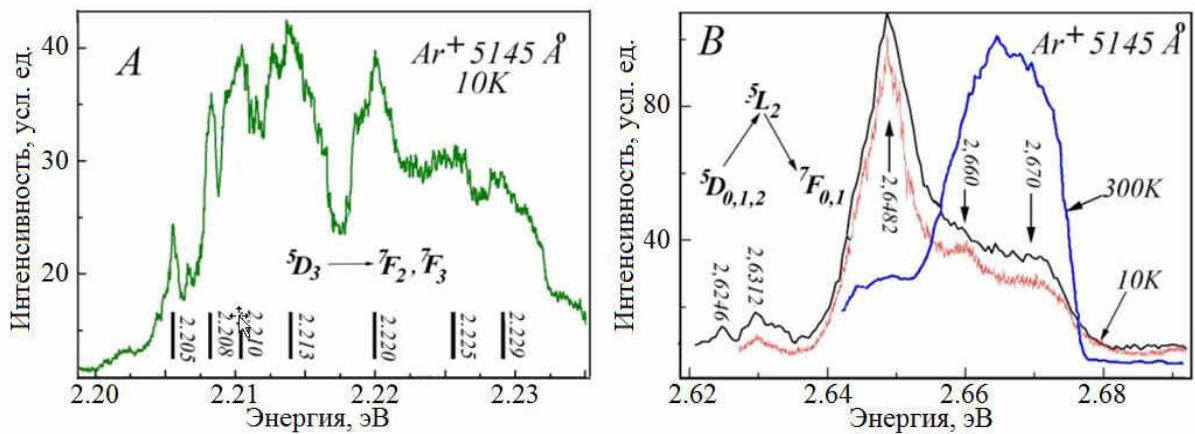 Интенсивность, усл. ед.
40
30
20
A
Ar+ 5145 Å
10K
⁵D₃ → ⁷F₂, ⁷F₃
2.205
2.208
2.210
2.213
2.220
2.225
2.229
2.20
2.21
2.22
2.23
Энергия, эВ
Интенсивность, усл. ед.
80
40
B
Ar+ 5145 Å
⁵L₂
⁵D₀,₁,₂
⁷F₀,₁
2,6246
2,6312
2,6482
2,660
2,670
300K
10K
2.62
2.64
2.66
2.68
Энергия, эВ